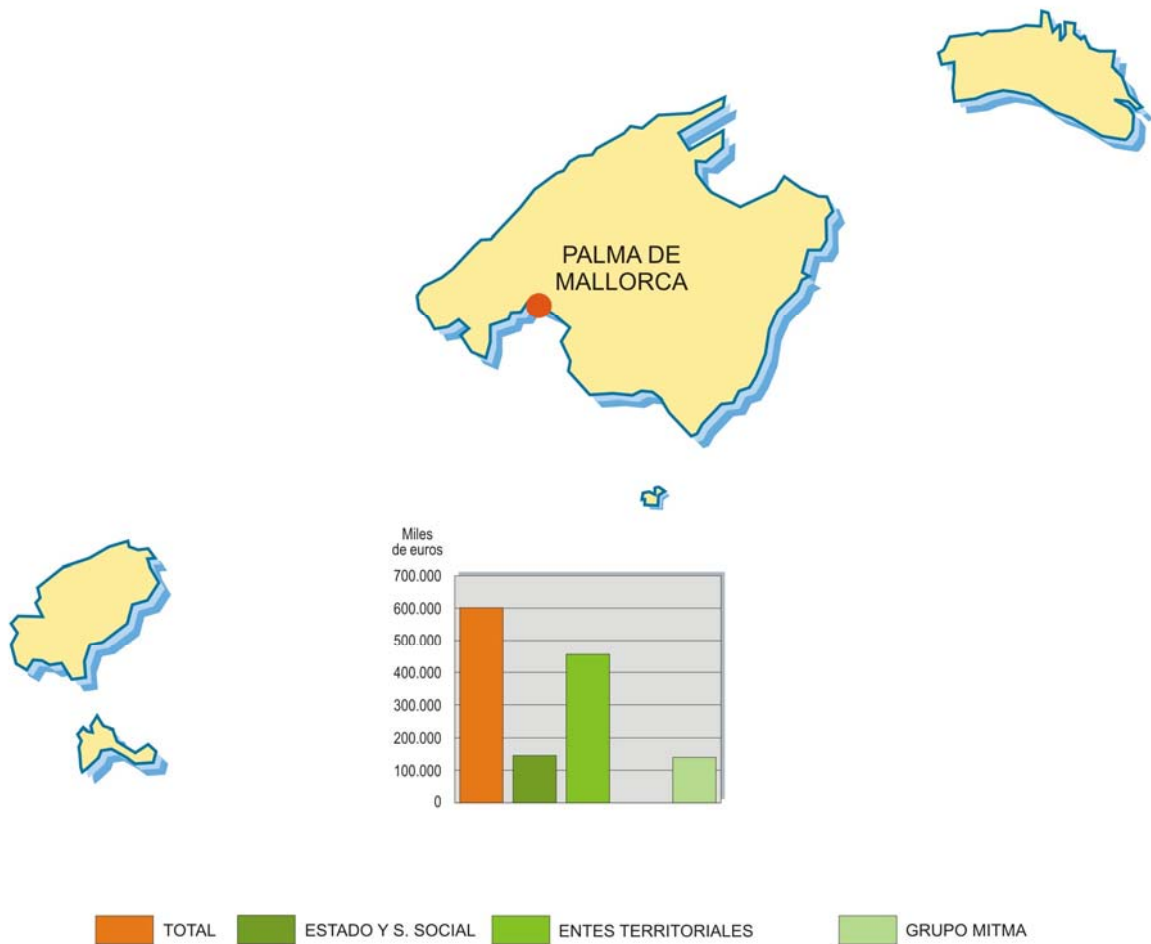 PALMA DE
MALLORCA
Miles
de euros
700.000
600.000
500.000
400.000
300.000
200.000
100.000
0
TOTAL
ESTADO Y S. SOCIAL
ENTES TERRITORIALES
GRUPO MITMA